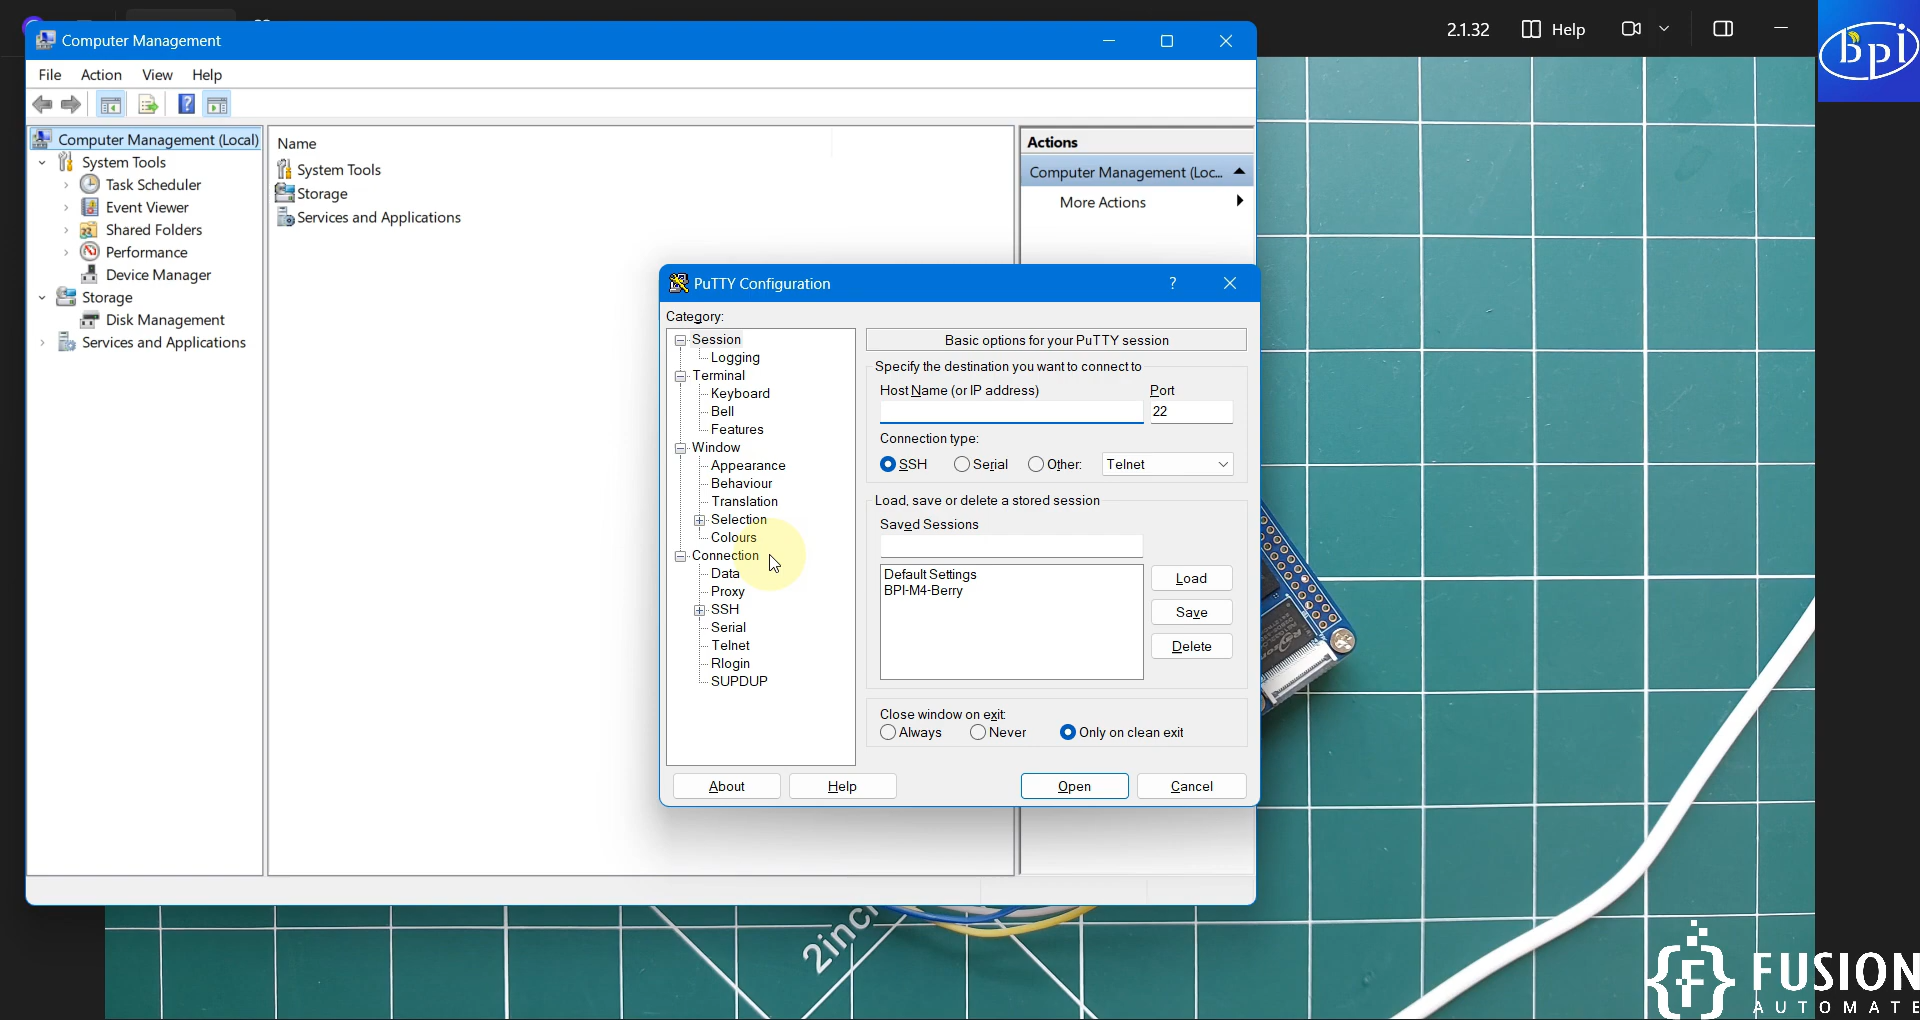 2.1.32
Help
bpi
Computer Management
File Action View Help
Computer Management (Local)
System Tools
Task Scheduler
Event Viewer
Shared Folders
Performance
Device Manager
Storage
Disk Management
Services and Applications
Name
System Tools
Storage
Services and Applications
Actions
Computer Management (Loc...
More Actions
PuTTY Configuration
?
Category:
Session
Logging
Terminal
Keyboard
Bell
Features
Window
Appearance
Behaviour
Translation
Selection
Colours
Connection
Data
Proxy
SSH
Serial
Telnet
Rlogin
SUPDUP
Basic options for your PuTTY session
Specify the destination you want to connect to
Host Name (or IP address) Port
22
Connection type:
SSH Serial Other: Telnet
Load, save or delete a stored session
Saved Sessions
Default Settings
BPI-M4-Berry
Load
Save
Delete
Close window on exit:
Always Never Only on clean exit
About Help Open Cancel
2inch
FUSION
AUTOMATE